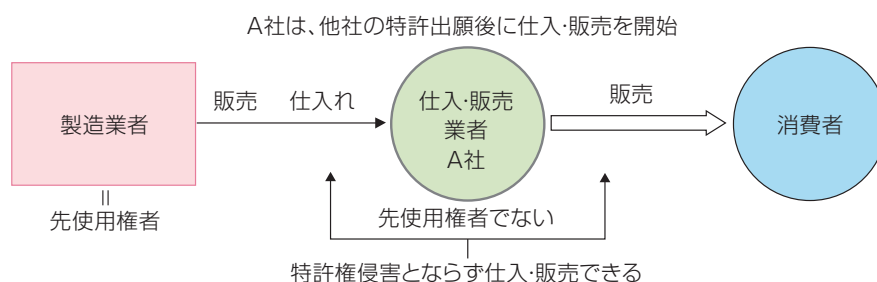 A社は、他社の特許出願後に仕入・販売を開始
製造業者
販売 仕入れ
仕入・販売
業者
A社
販売
消費者
=
先使用権者
先使用権者でない
特許権侵害とならず仕入・販売できる